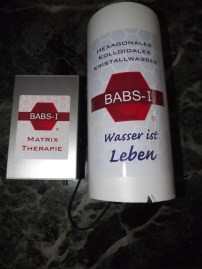 HEXAGONALES
KOLLOIDALES
KRISTALLWASSER
BABS-I
Wasser ist
Leben
BABS-I
MATRIX
THERAPIE